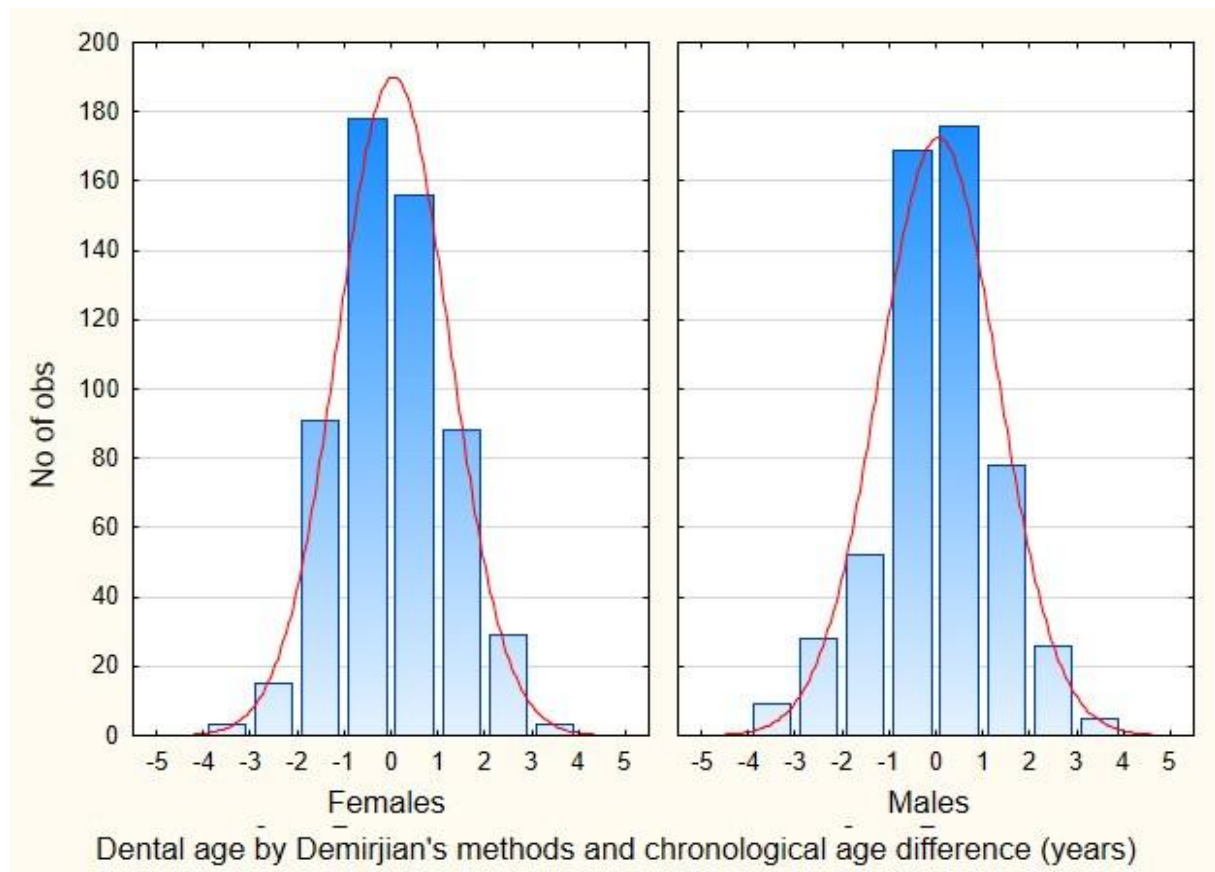 200
180
160
140
120
100
80
60
40
20
0
No of obs
-5 -4 -3 -2 -1 0 1 2 3 4 5
-5 -4 -3 -2 -1 0 1 2 3 4 5
Females
Males
Dental age by Demirjian's methods and chronological age difference (years)